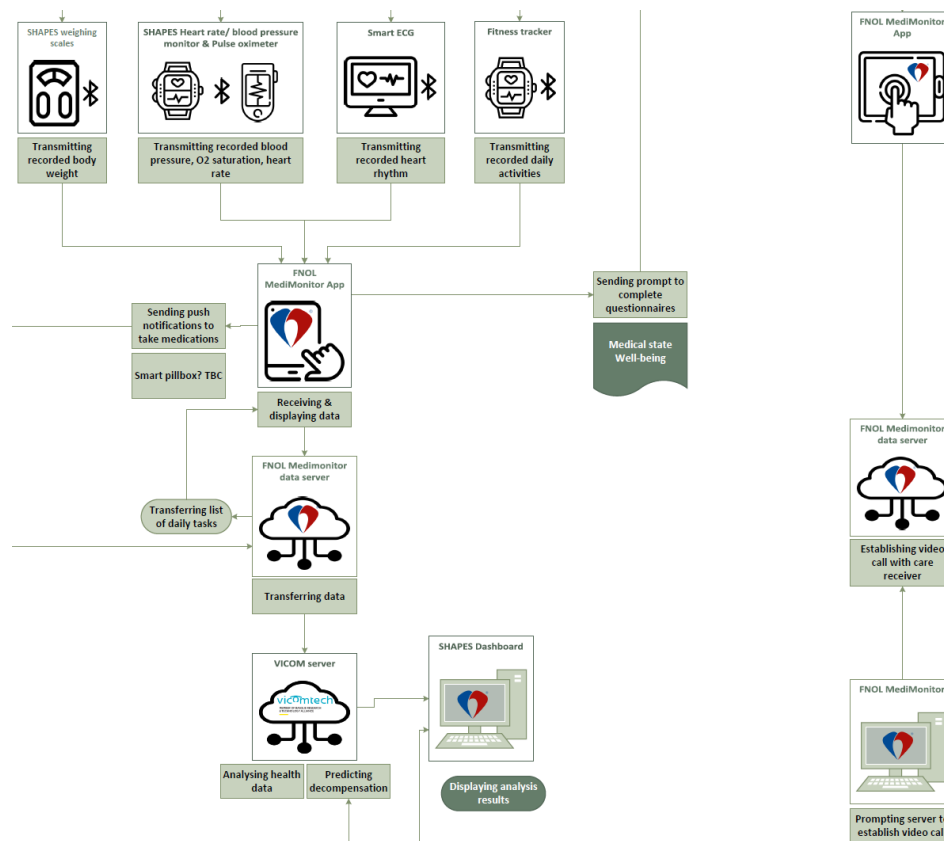 SHAPES weighing
scales
SHAPES Heart rate/ blood pressure
monitor & Pulse oximeter
Smart ECG
Fitness tracker
FNOL MediMonitor
App
Transmitting
recorded body
weight
Transmitting recorded blood
pressure, O2 saturation, heart
rate
Transmitting
recorded heart
rhythm
Transmitting
recorded daily
activities
FNOL
MediMonitor App
Sending prompt to
complete
questionnaires
Sending push
notifications to
take medications
Medical state
Well-being
Smart pillbox? TBC
Receiving &
displaying data
FNOL Medimonitor
data server
FNOL Medimonitor
data server
Transferring list
of daily tasks
Establishing video
call with care
receiver
Transferring data
SHAPES Dashboard
VICOM server
vicomtech
FNOL MediMonitor
Analysing health
data
Predicting
decompensation
Displaying analysis
results
Prompting server to
establish video call